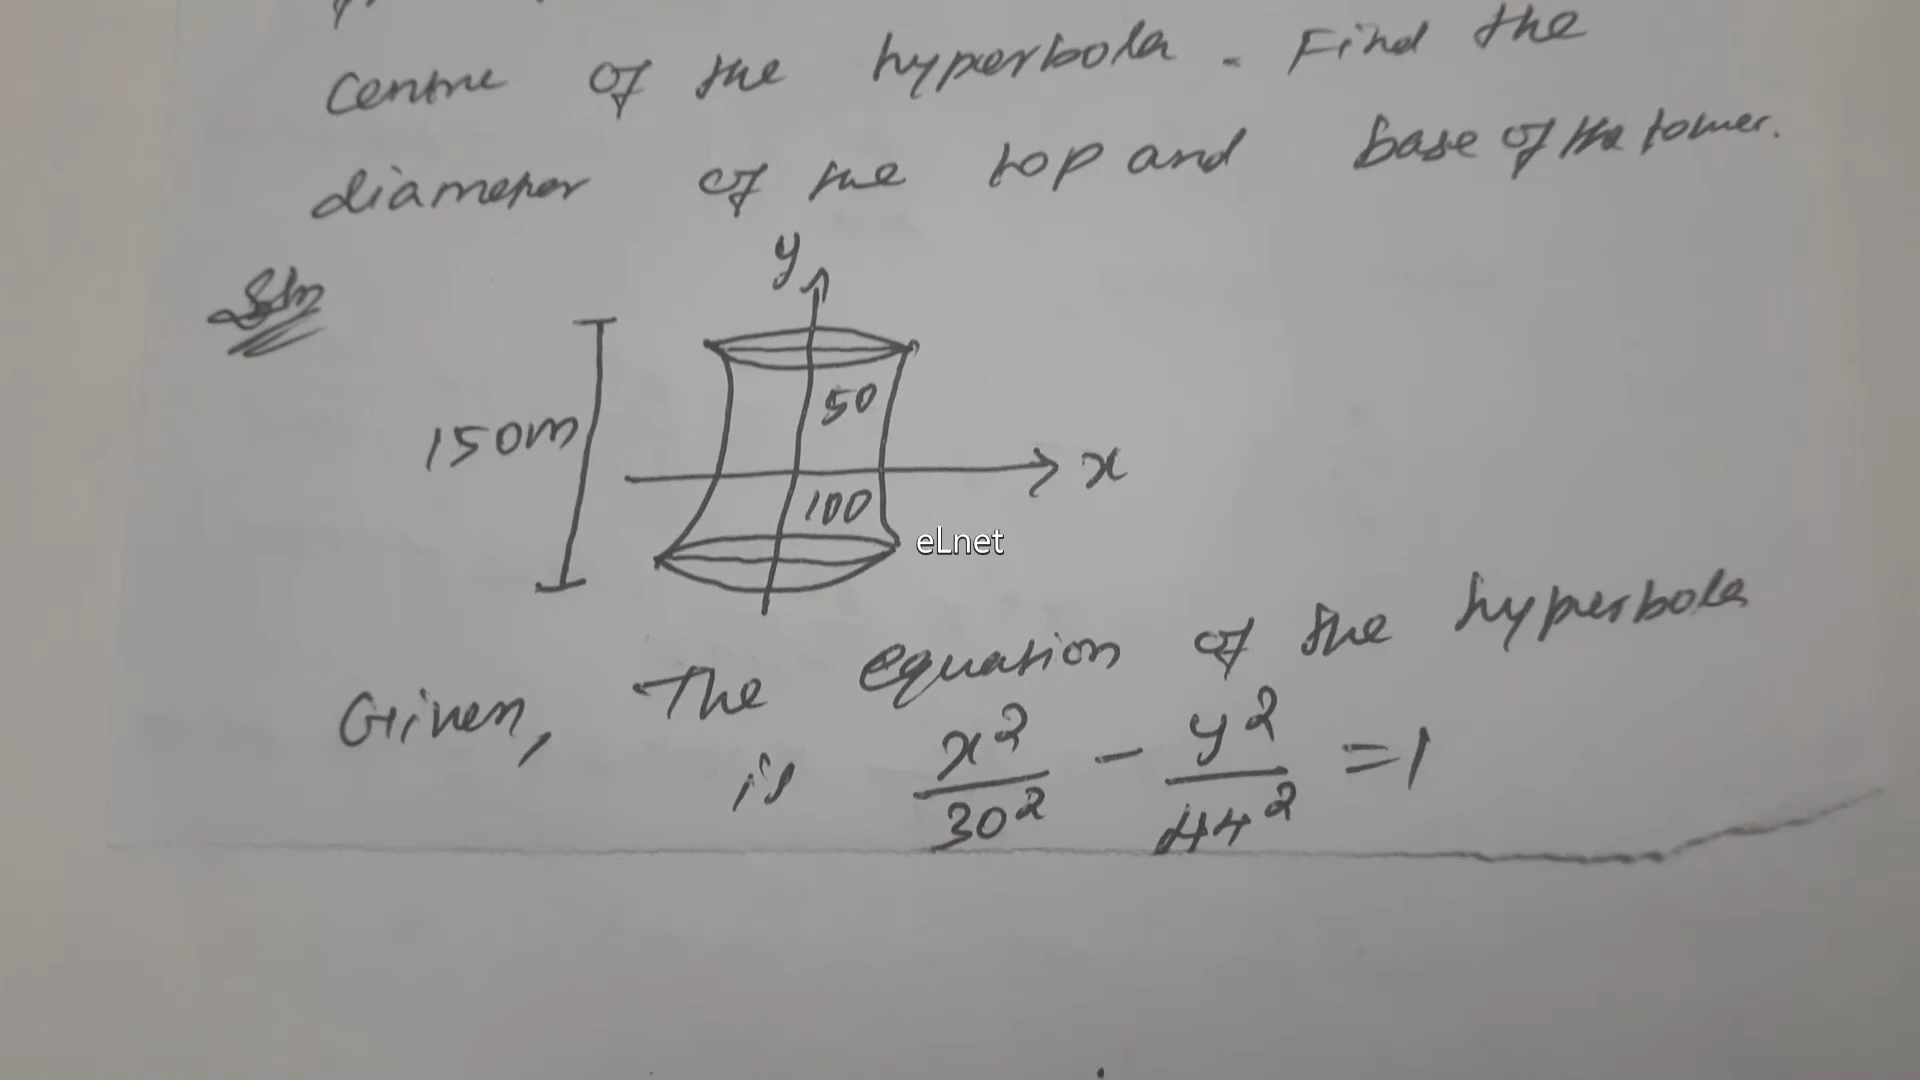 centre of the hyperbola. Find the
diameter of the top and base of the tower.
Soln
y
50
150m
x
100
eLnet
Given, The equation of the hyperbola
is x²/30² - y²/44² = 1